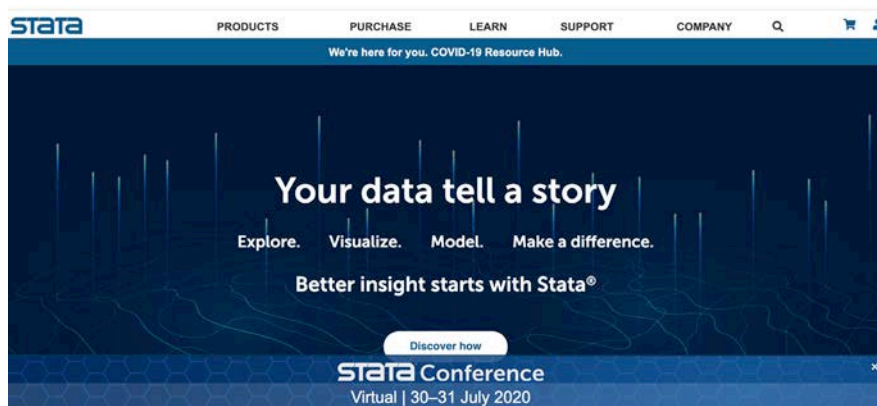 STATA
PRODUCTS PURCHASE LEARN SUPPORT COMPANY
We're here for you. COVID-19 Resource Hub.
Your data tell a story
Explore. Visualize. Model. Make a difference.
Better insight starts with Stata®
Discover how
STATA Conference
Virtual | 30–31 July 2020